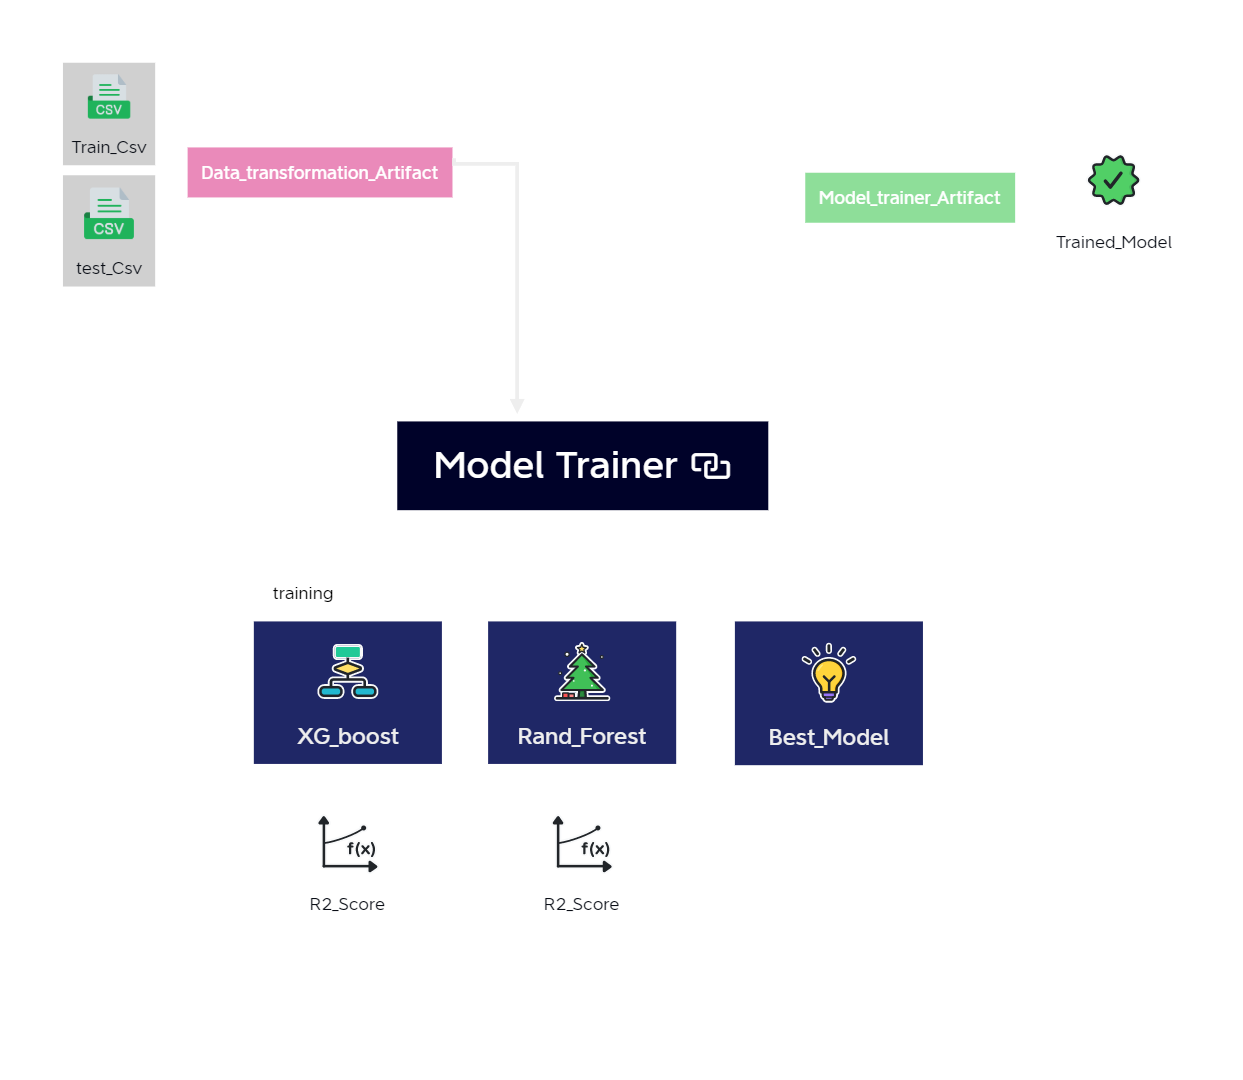 CSV
Train_Csv
CSV
test_Csv
Data_transformation_Artifact
Model_trainer_Artifact
Trained_Model
Model Trainer
training
XG_boost
Rand_Forest
Best_Model
f(x)
R2_Score
f(x)
R2_Score